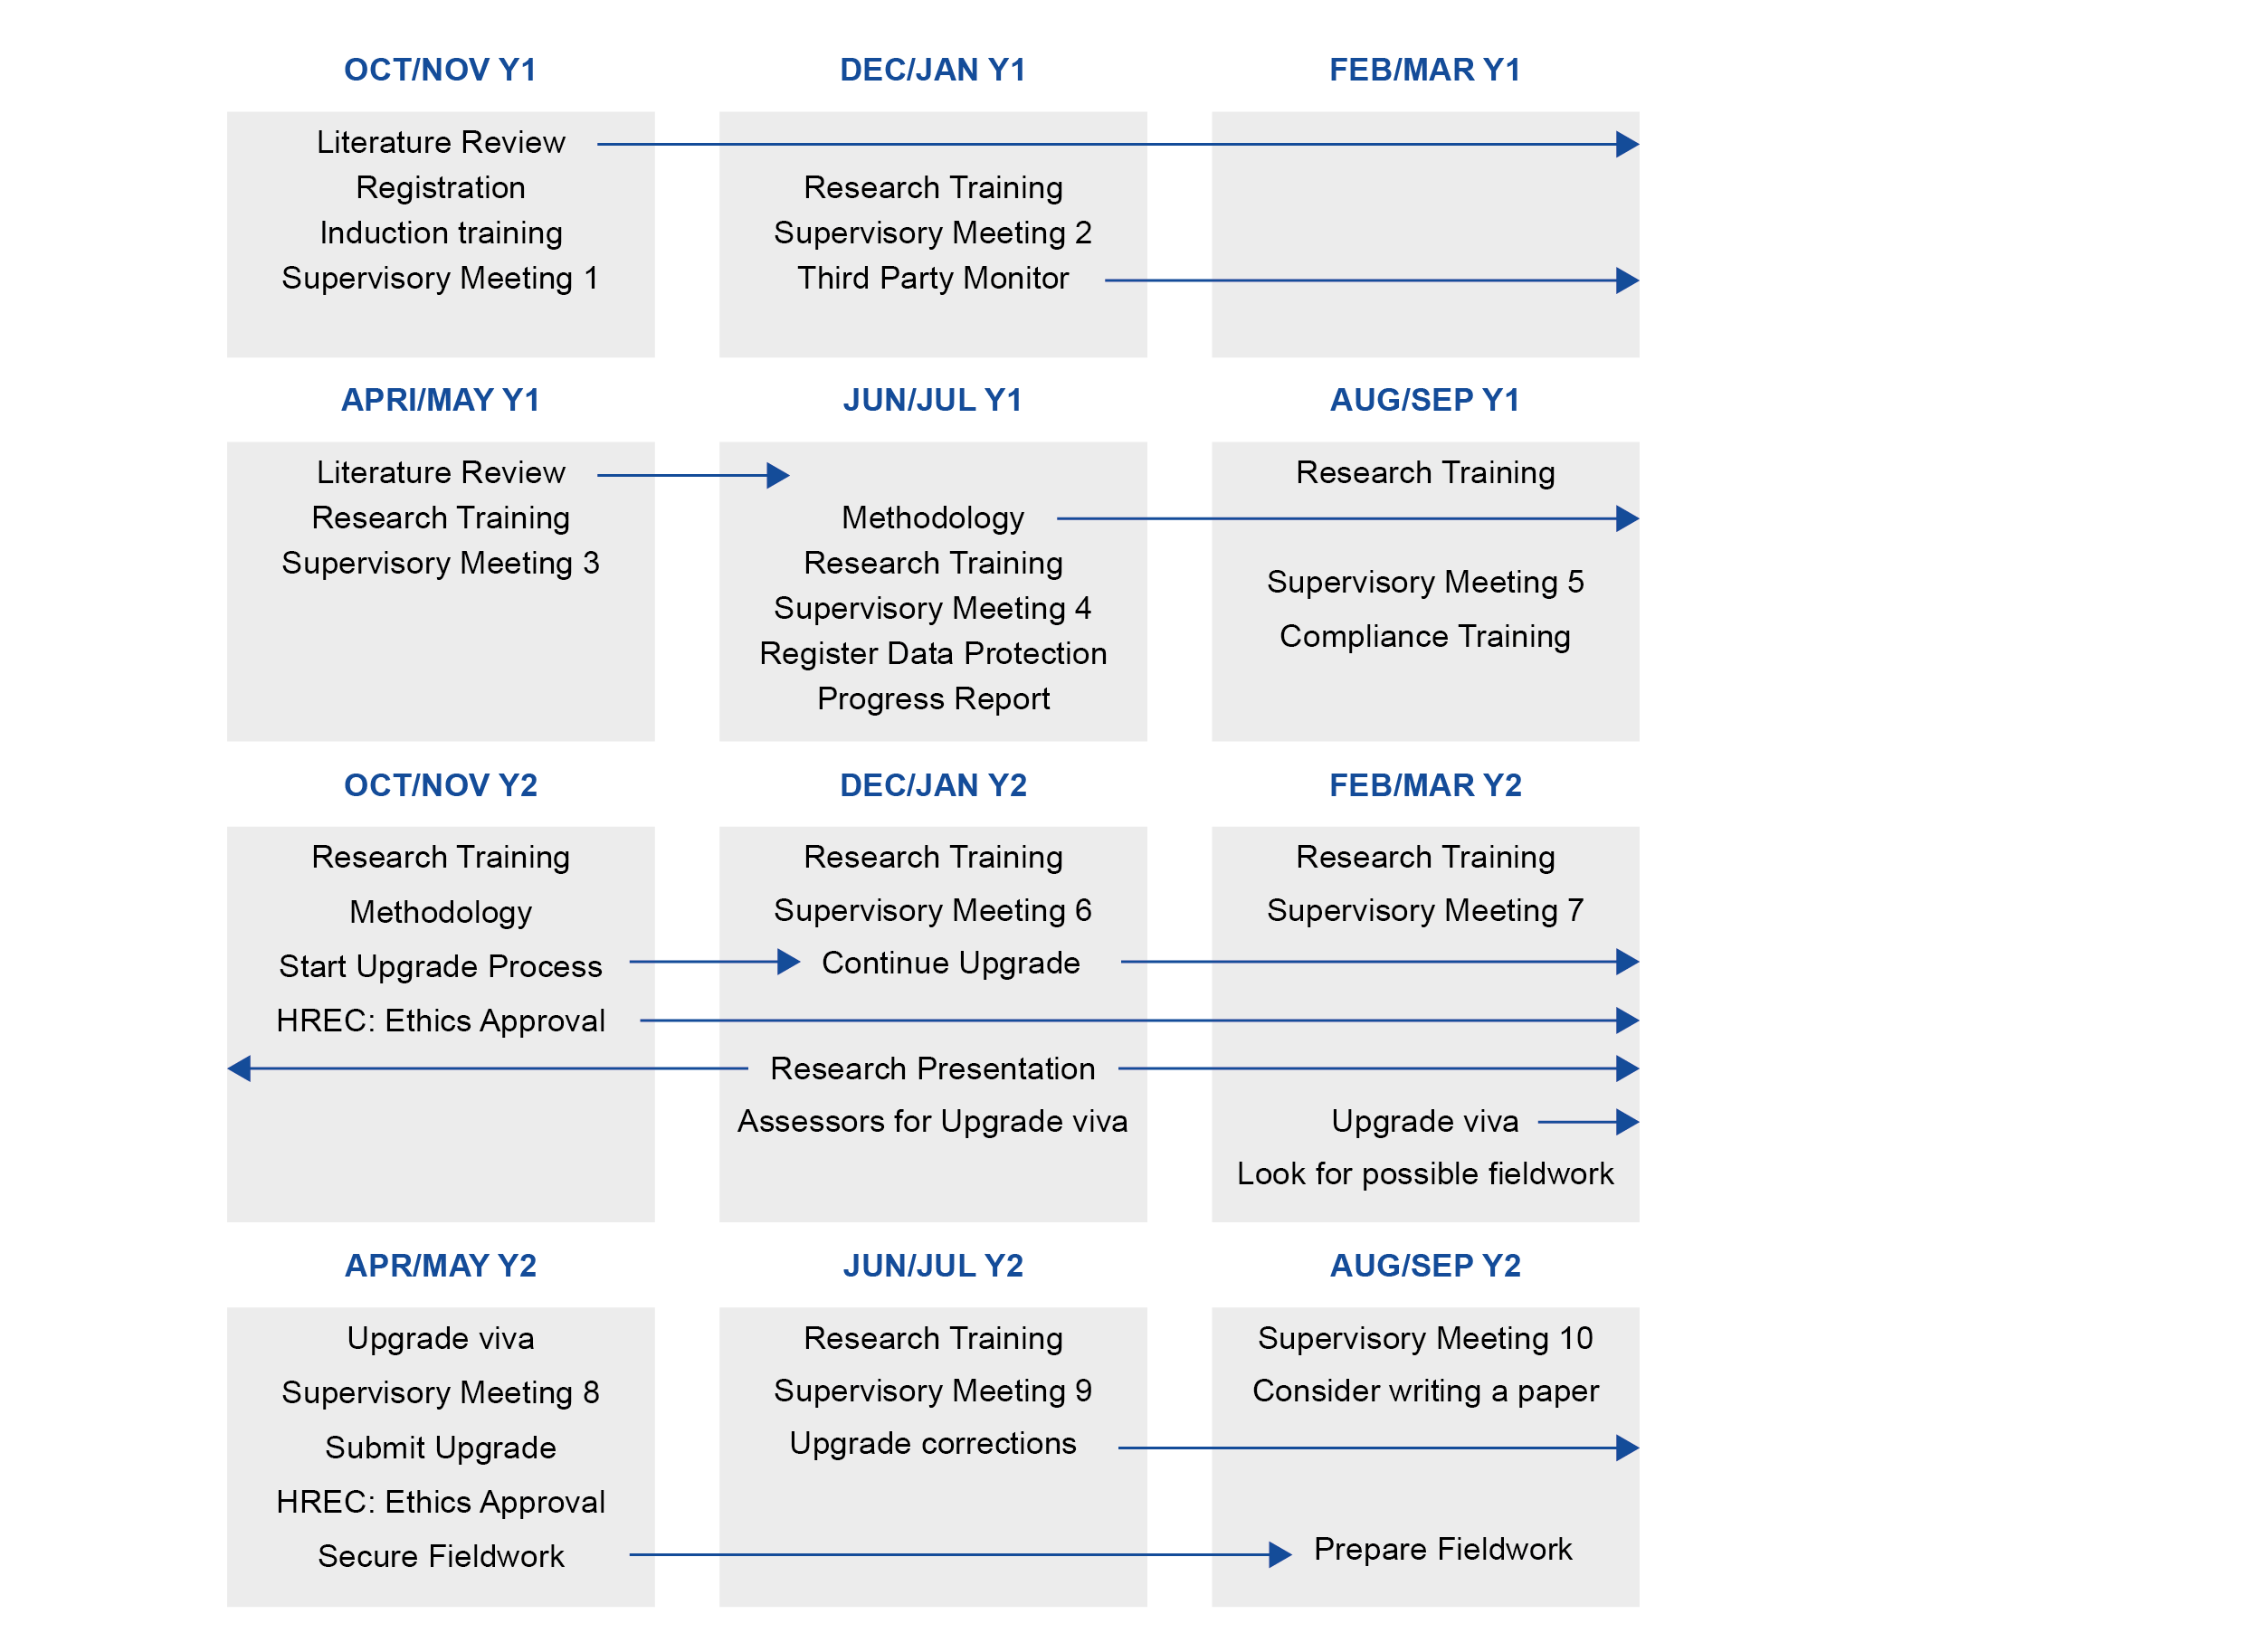 OCT/NOV Y1
Literature Review
Registration
Induction training
Supervisory Meeting 1
DEC/JAN Y1
Research Training
Supervisory Meeting 2
Third Party Monitor
FEB/MAR Y1
APRI/MAY Y1
Literature Review
Research Training
Supervisory Meeting 3
JUN/JUL Y1
Methodology
Research Training
Supervisory Meeting 4
Register Data Protection
Progress Report
AUG/SEP Y1
Research Training
Supervisory Meeting 5
Compliance Training
OCT/NOV Y2
Research Training
Methodology
Start Upgrade Process
HREC: Ethics Approval
DEC/JAN Y2
Research Training
Supervisory Meeting 6
Continue Upgrade
Research Presentation
Assessors for Upgrade viva
FEB/MAR Y2
Research Training
Supervisory Meeting 7
Upgrade viva
Look for possible fieldwork
APR/MAY Y2
Upgrade viva
Supervisory Meeting 8
Submit Upgrade
HREC: Ethics Approval
Secure Fieldwork
JUN/JUL Y2
Research Training
Supervisory Meeting 9
Upgrade corrections
AUG/SEP Y2
Supervisory Meeting 10
Consider writing a paper
Prepare Fieldwork